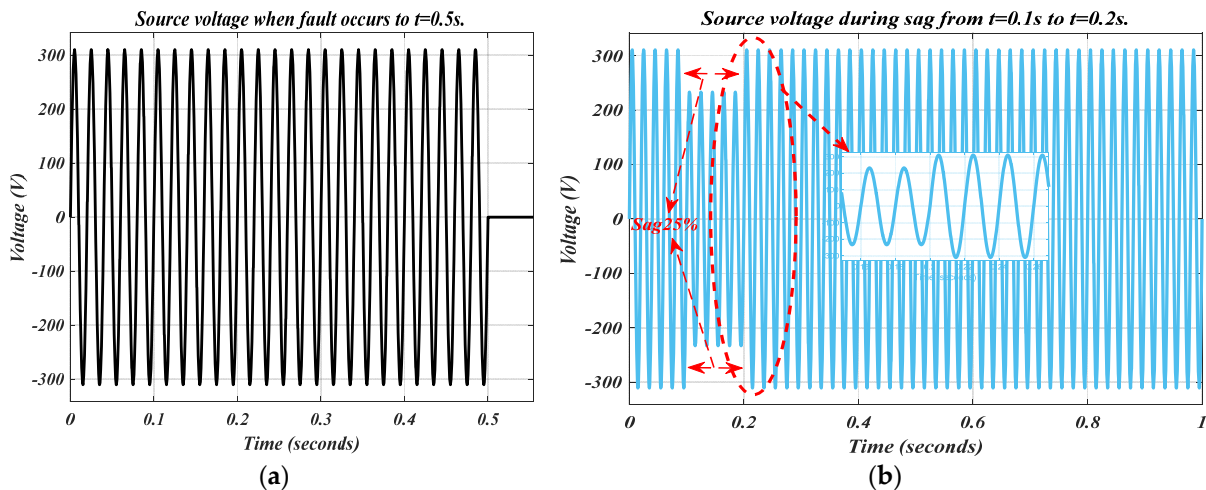 Source voltage when fault occurs to t=0.5s.
300
200
100
0
-100
-200
-300
Voltage (V)
0
0.1
0.2
0.3
0.4
0.5
Time (seconds)
(a)
Source voltage during sag from t=0.1s to t=0.2s.
300
200
100
0
-100
-200
-300
Voltage (V)
Sag25%
0
0.2
0.4
0.6
0.8
1
Time (seconds)
(b)